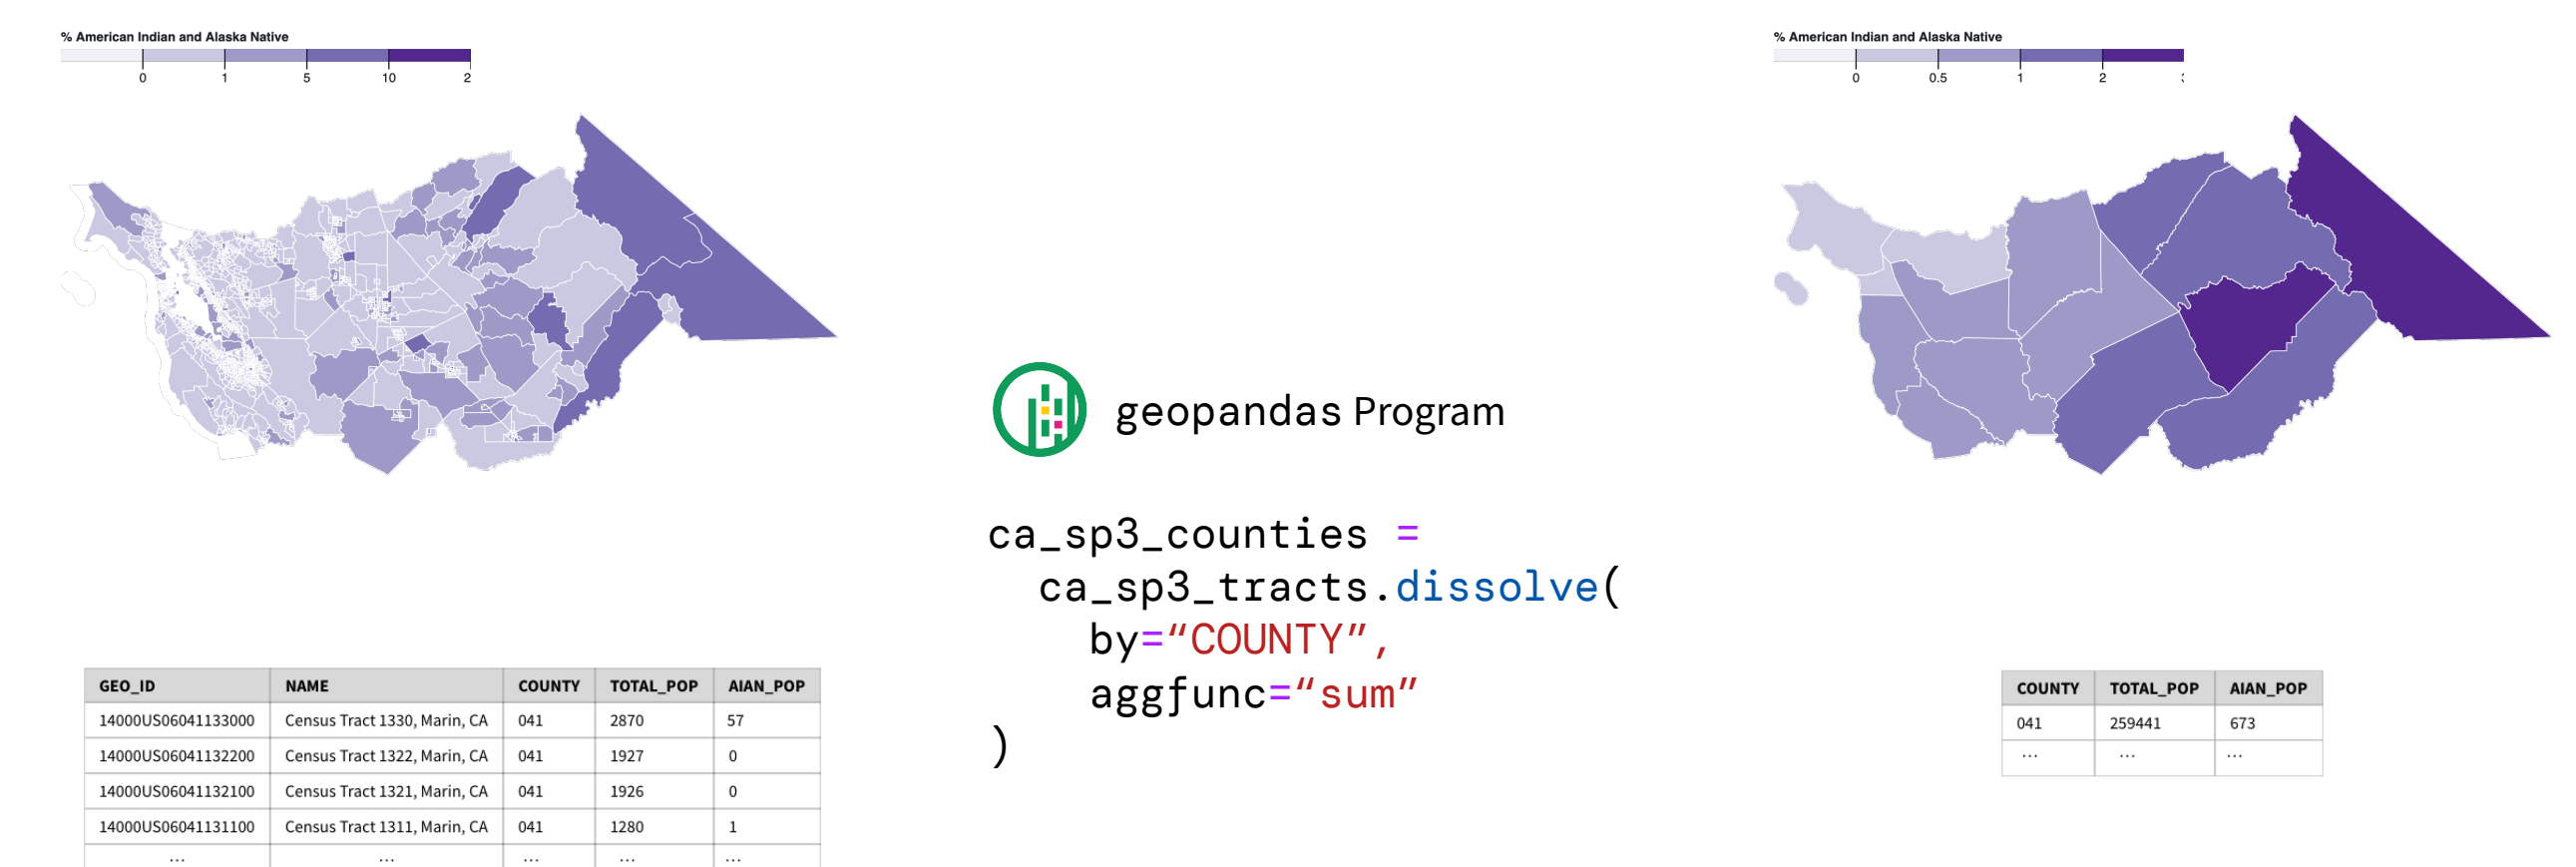 % American Indian and Alaska Native
0 1 5 10 2
% American Indian and Alaska Native
0 0.5 1 2
geopandas Program
ca_sp3_counties =
ca_sp3_tracts.dissolve(
by=“COUNTY”,
aggfunc=“sum”
)
GEO_ID NAME COUNTY TOTAL_POP AIAN_POP
14000US06041133000 Census Tract 1330, Marin, CA 041 2870 57
14000US06041132200 Census Tract 1322, Marin, CA 041 1927 0
14000US06041132100 Census Tract 1321, Marin, CA 041 1926 0
14000US06041131100 Census Tract 1311, Marin, CA 041 1280 1
... ... ... ... ...
COUNTY TOTAL_POP AIAN_POP
041 259441 673
... ... ...